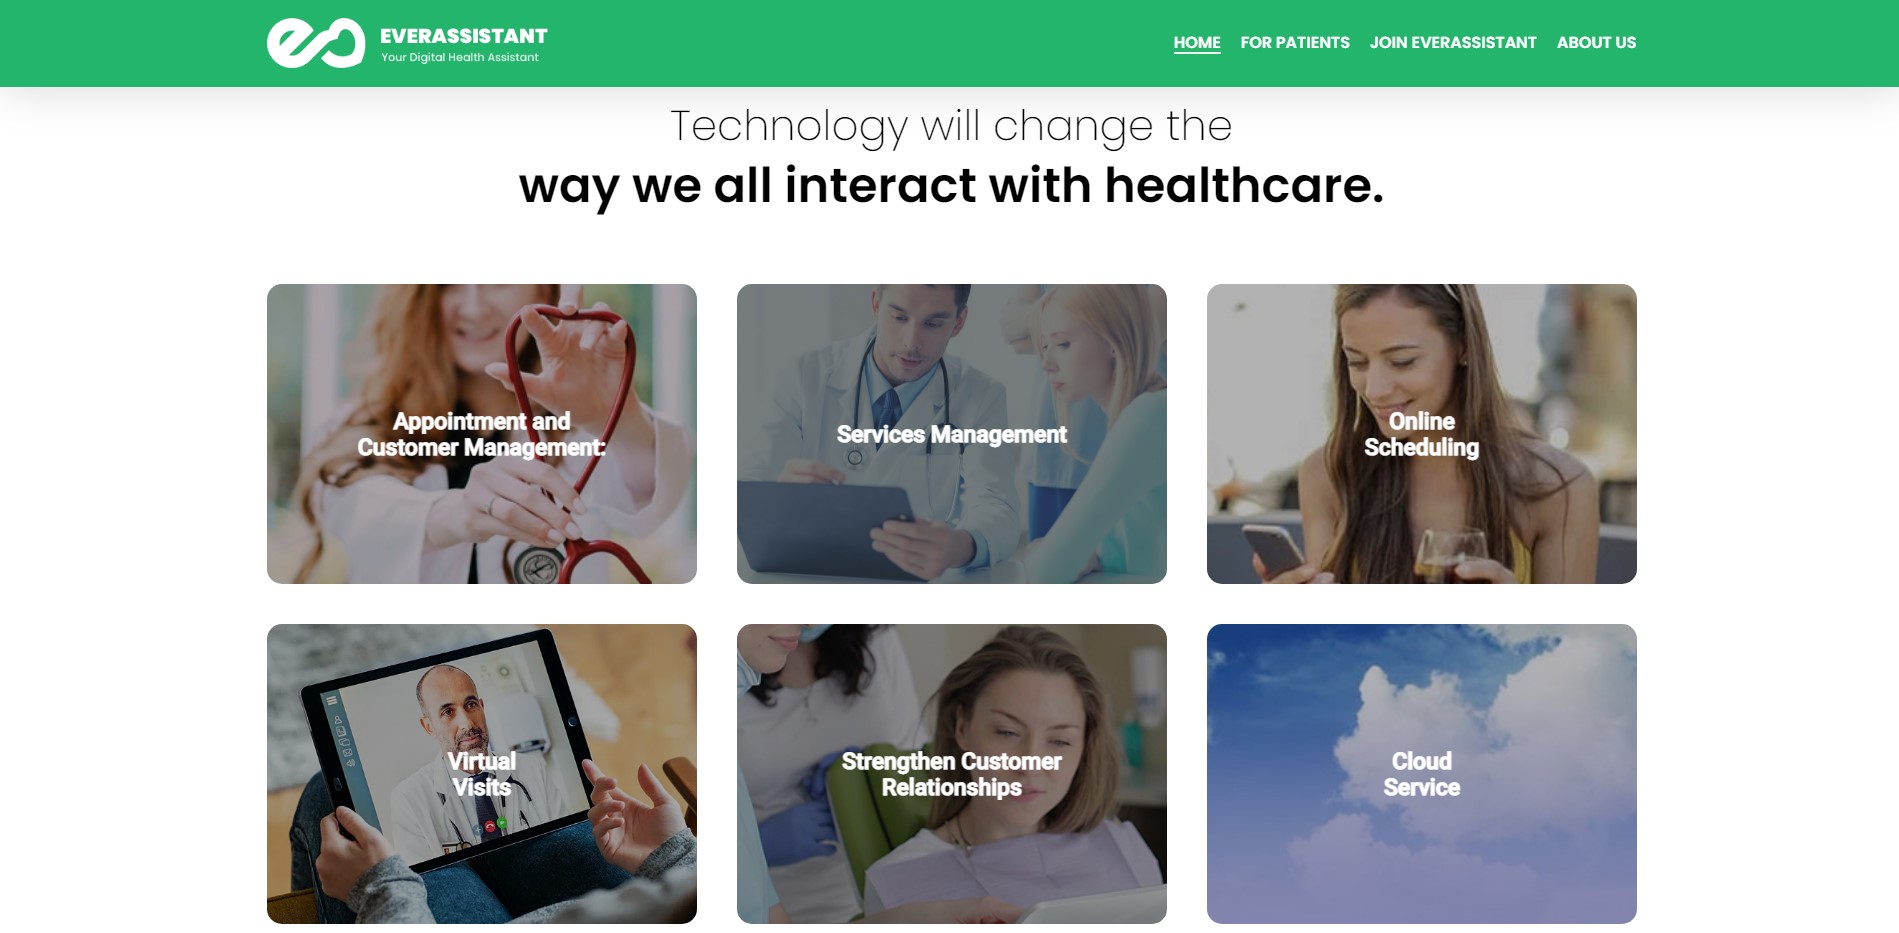 EVERASSISTANT
Your Digital Health Assistant
HOME FOR PATIENTS JOIN EVERASSISTANT ABOUT US
Technology will change the
way we all interact with healthcare.
Appointment and
Customer Management:
Services Management
Online
Scheduling
Virtual
Visits
Strengthen Customer
Relationships
Cloud
Service